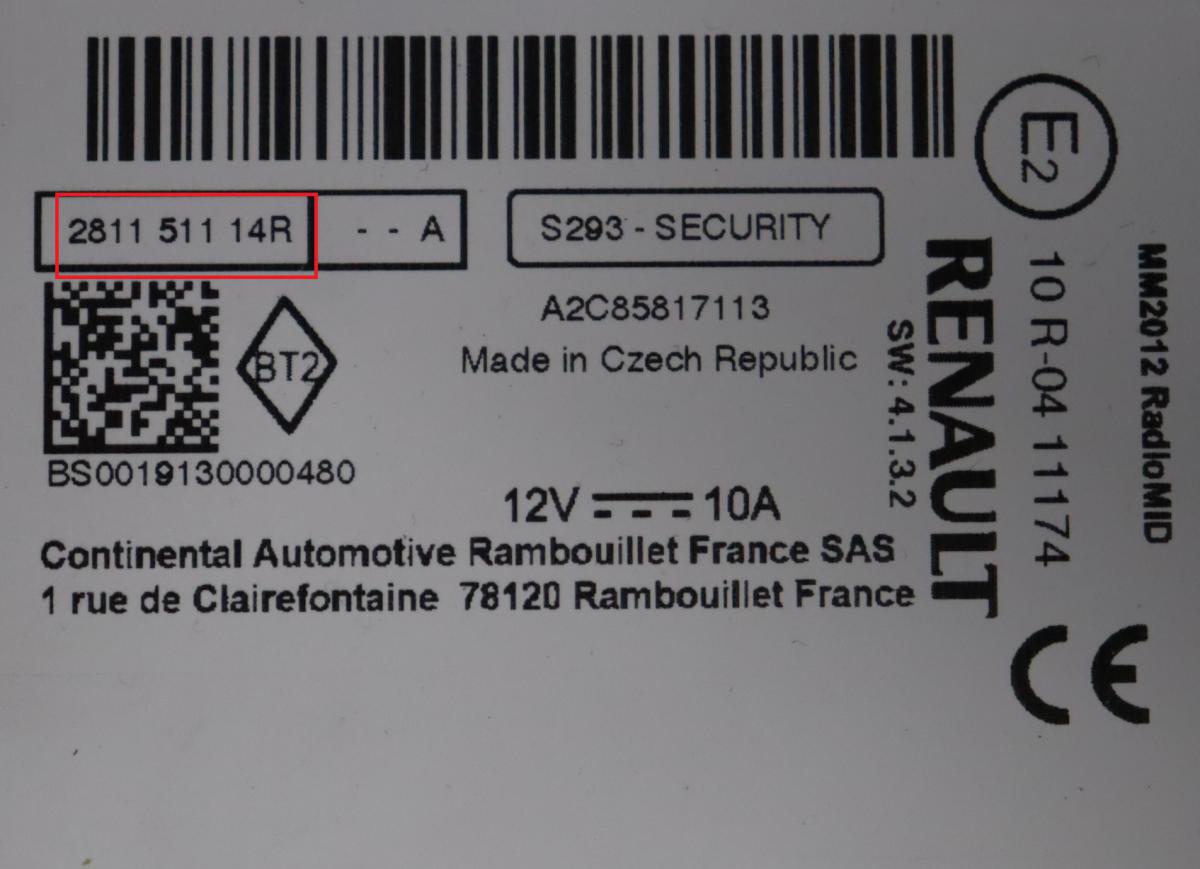 2811 511 14R - - A
S293 - SECURITY
A2C85817113
Made in Czech Republic
BT2
BS0019130000480
12V 10A
Continental Automotive Rambouillet France SAS
1 rue de Clairefontaine 78120 Rambouillet France
E2
10 R-04 11174
RENAULT
SW: 4.1.3.2
MM2012 RadioMID
CE